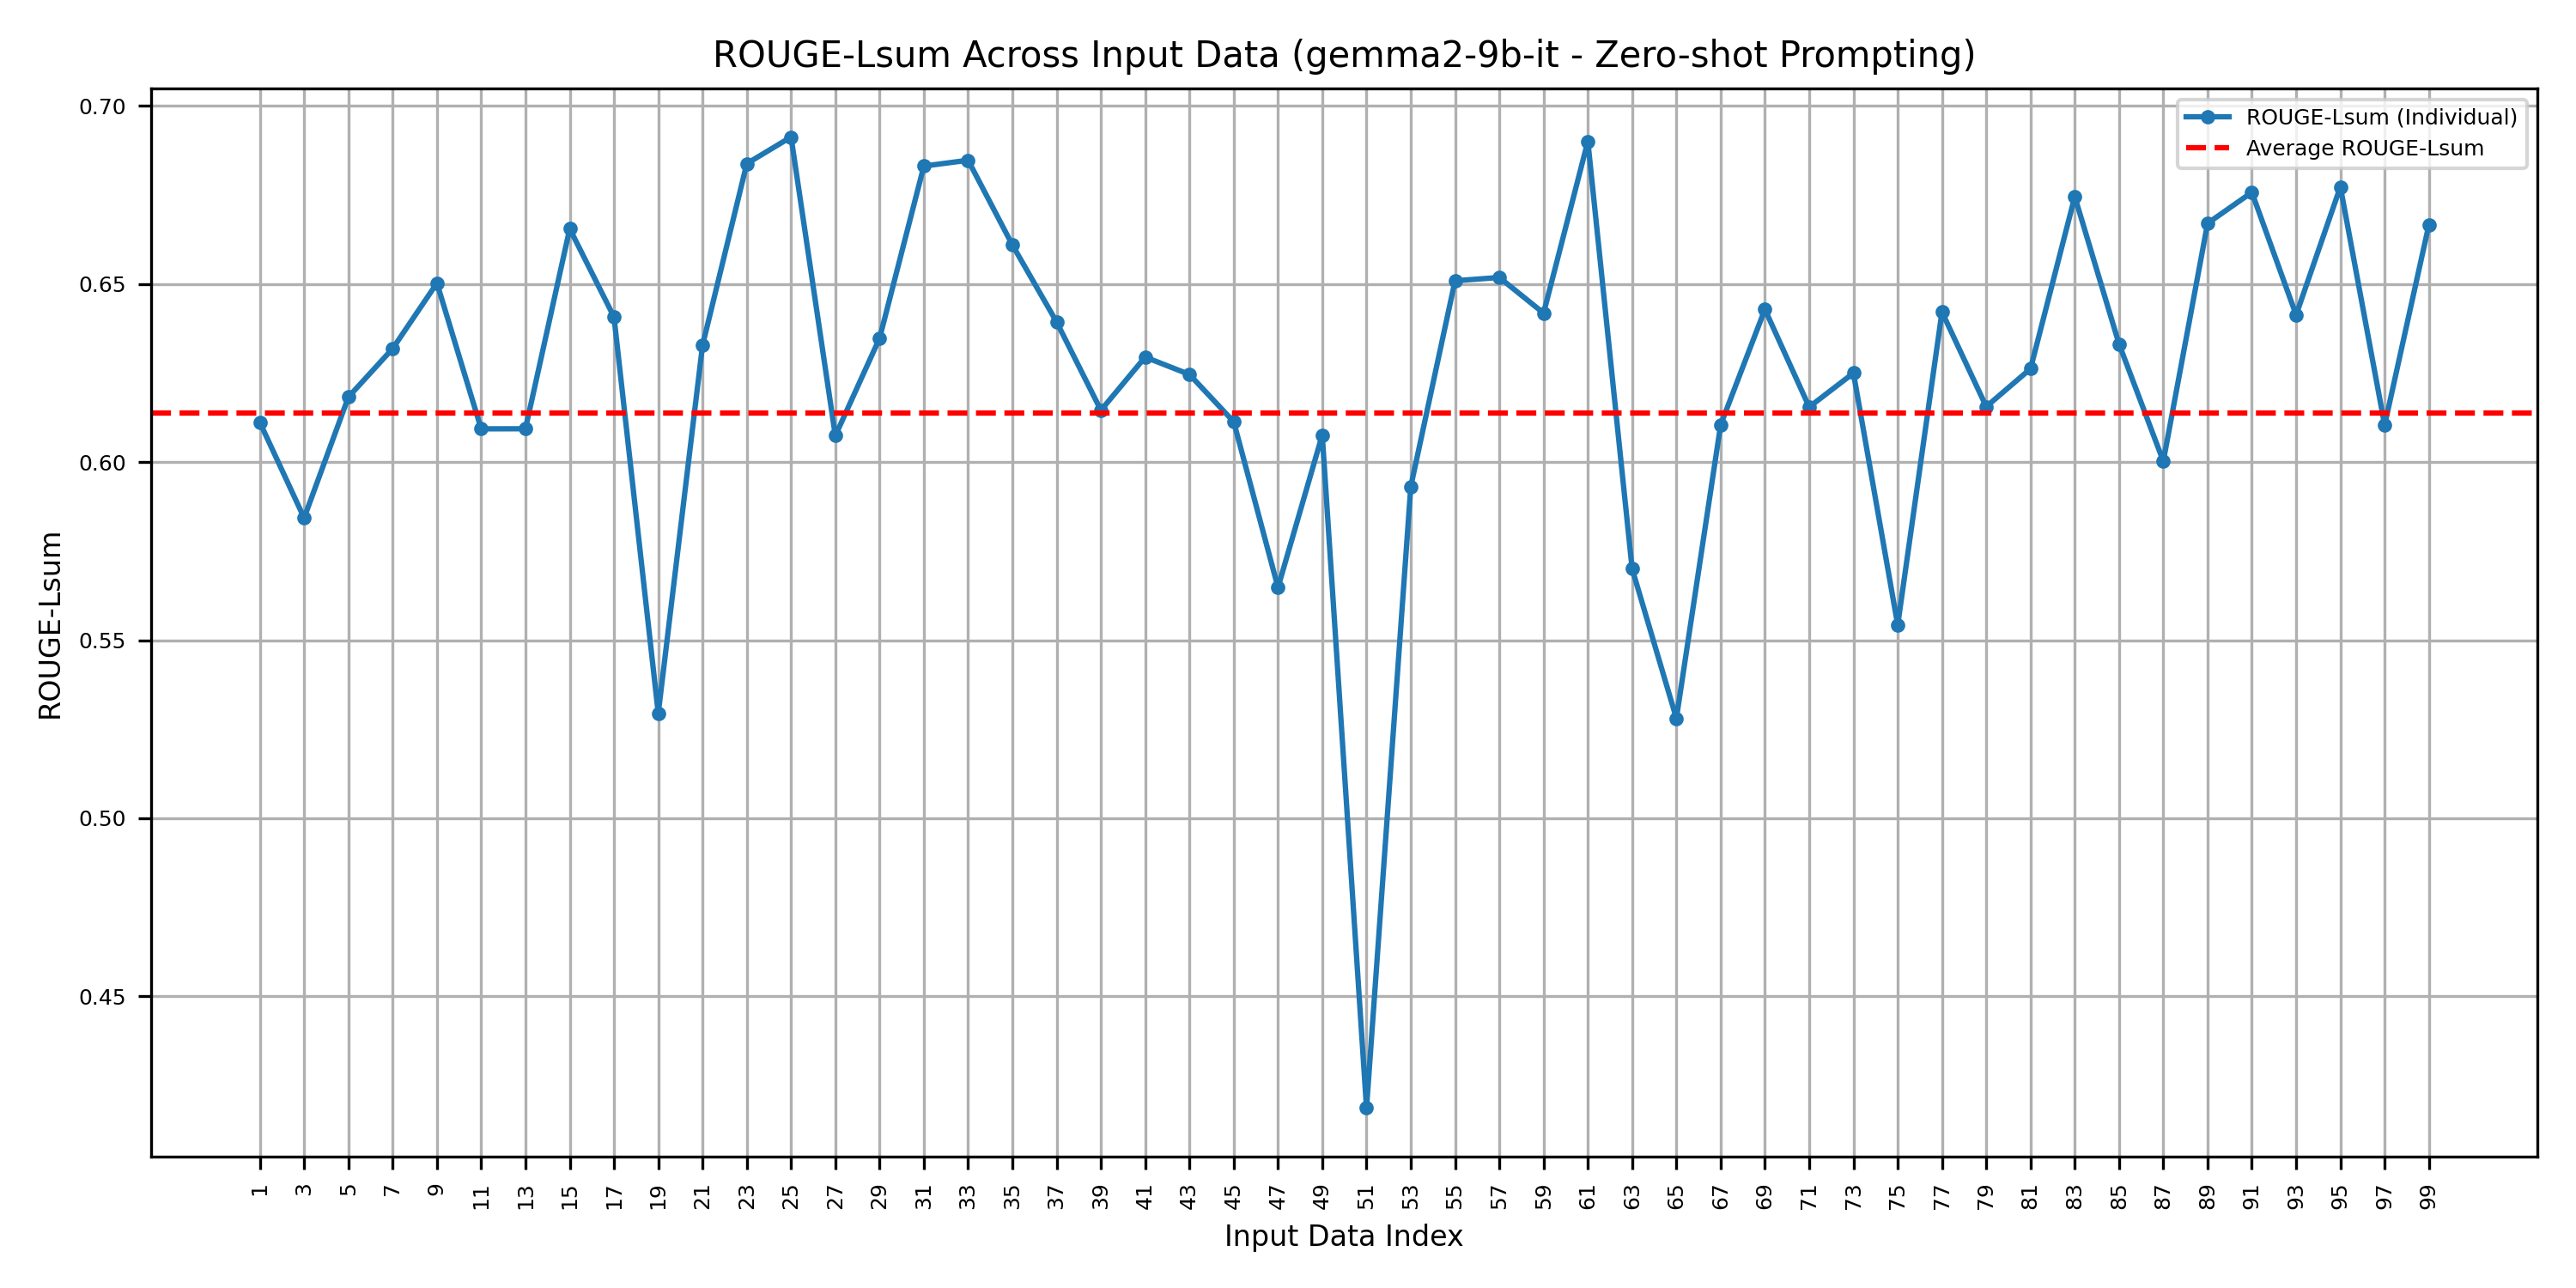 ROUGE-Lsum Across Input Data (gemma2-9b-it - Zero-shot Prompting)
ROUGE-Lsum (Individual)
Average ROUGE-Lsum
ROUGE-Lsum
0.70
0.65
0.60
0.55
0.50
0.45
1 3 5 7 9 11 13 15 17 19 21 23 25 27 29 31 33 35 37 39 41 43 45 47 49 51 53 55 57 59 61 63 65 67 69 71 73 75 77 79 81 83 85 87 89 91 93 95 97 99
Input Data Index